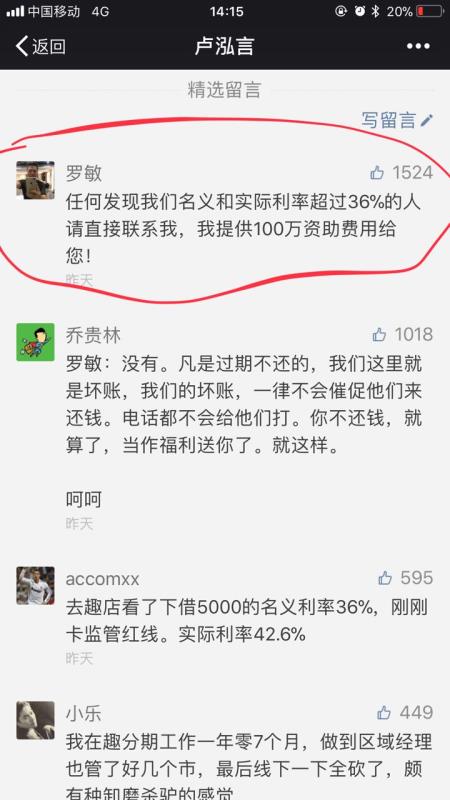 中国移动 4G 14:15 20%
返回 卢泓言
精选留言
写留言
罗敏 1524
任何发现我们名义和实际利率超过36%的人
请直接联系我，我提供100万资助费用给
您！
昨天
乔贵林 1018
罗敏：没有。凡是过期不还的，我们这里就
是坏账，我们的坏账，一律不会催促他们来
还钱。电话都不会给他们打。你不还钱，就
算了，当作福利送你了。就这样。
呵呵
昨天
accomxx 595
去趣店看了下借5000的名义利率36%，刚刚
卡监管红线。实际利率42.6%
昨天
小乐 449
我在趣分期工作一年零7个月，做到区域经理
也管了好几个市，最后线下一下全砍了，颇
有种卸磨杀驴的感觉